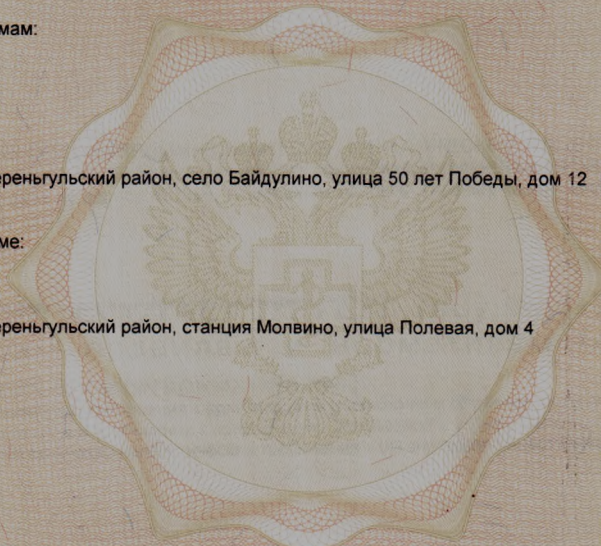 мам:
ереньгульский район, село Байдулино, улица 50 лет Победы, дом 12
ме:
ереньгульский район, станция Молвино, улица Полевая, дом 4